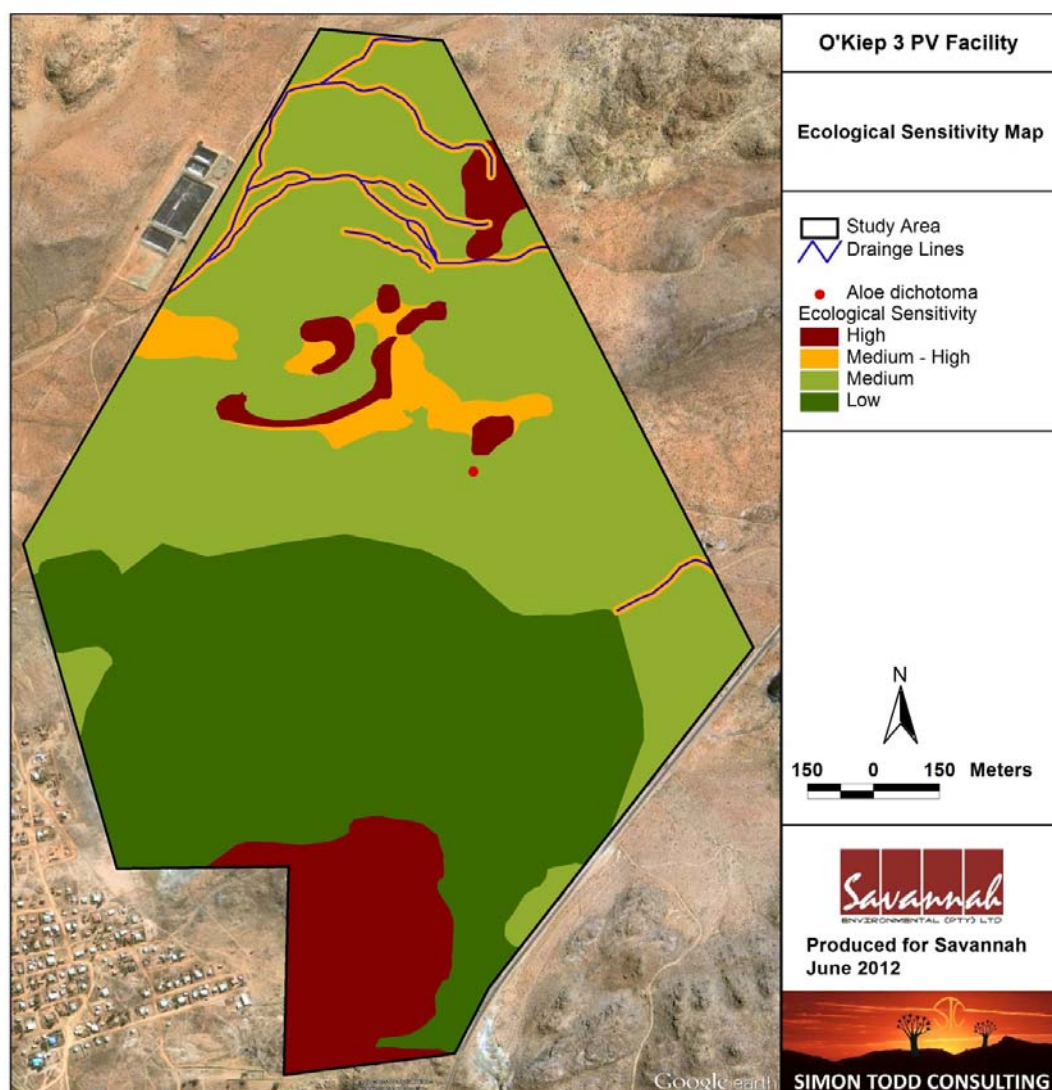 O'Kiep 3 PV Facility
Ecological Sensitivity Map
Study Area
Drainge Lines
Aloe dichotoma
Ecological Sensitivity
High
Medium - High
Medium
Low
N
150 0 150 Meters
Savannah
ENVIRONMENTAL (PTY) LTD
Produced for Savannah
June 2012
SIMON TODD CONSULTING
Google earth